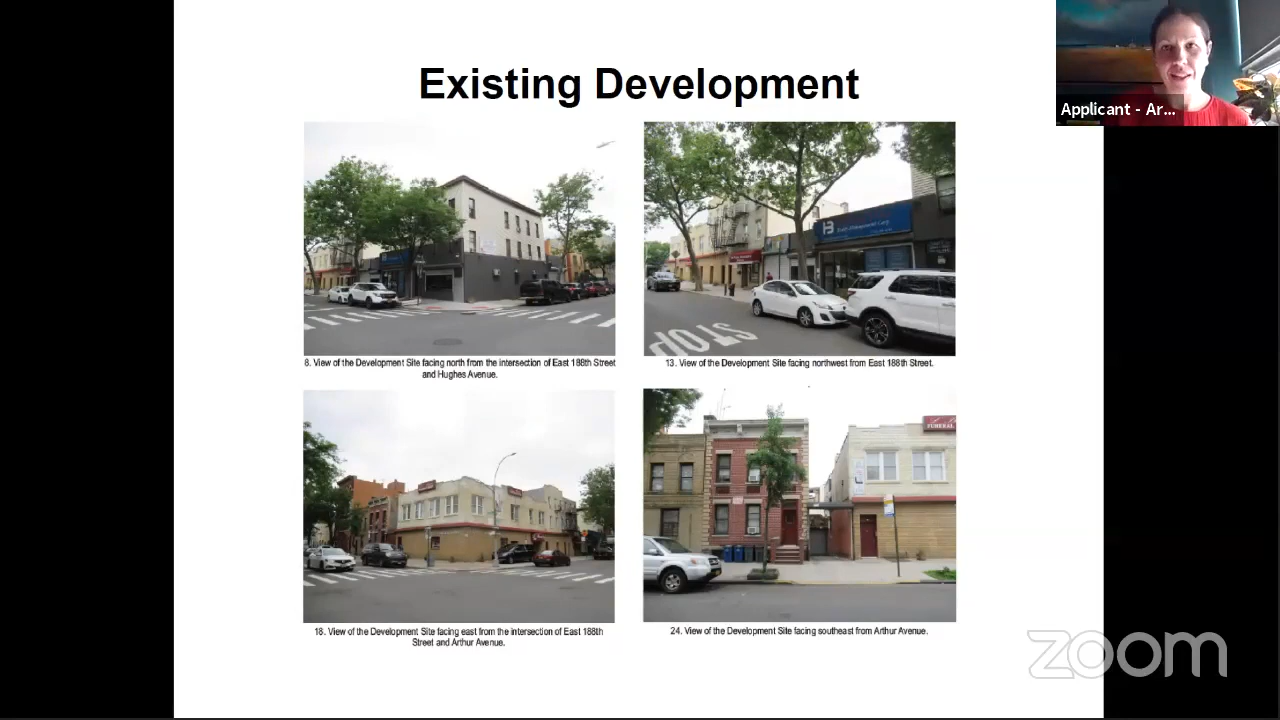 Existing Development
Applicant - Ar...
STOP
8. View of the Development Site facing north from the intersection of East 188th Street
and Hughes Avenue.
13. View of the Development Site facing northwest from East 188th Street.
FUNERAL
18. View of the Development Site facing east from the intersection of East 188th
Street and Arthur Avenue.
24. View of the Development Site facing southeast from Arthur Avenue.
zoom